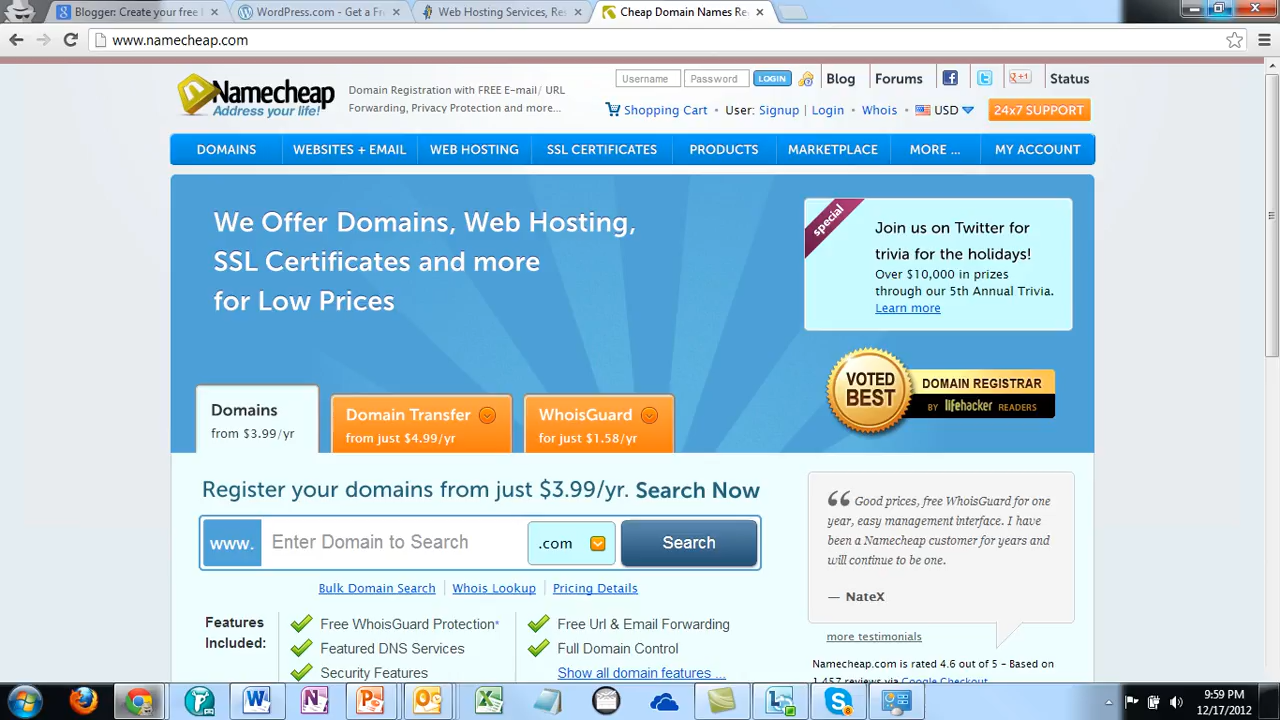 Blogger: Create your free
WordPress.com - Get a Fr
Web Hosting Services, Re
Cheap Domain Names Re
www.namecheap.com
Namecheap
Address your life!
Domain Registration with FREE E-mail/ URL
Forwarding, Privacy Protection and more...
Username
Password
LOGIN
Blog
Forums
Status
Shopping Cart
User: Signup | Login
Whois
USD
24x7 SUPPORT
DOMAINS
WEBSITES + EMAIL
WEB HOSTING
SSL CERTIFICATES
PRODUCTS
MARKETPLACE
MORE ...
MY ACCOUNT
We Offer Domains, Web Hosting,
SSL Certificates and more
for Low Prices
special
Join us on Twitter for
trivia for the holidays!
Over $10,000 in prizes
through our 5th Annual Trivia.
Learn more
VOTED
BEST
DOMAIN REGISTRAR
BY lifehacker READERS
Domains
from $3.99/yr
Domain Transfer
from just $4.99/yr
WhoisGuard
for just $1.58/yr
Register your domains from just $3.99/yr. Search Now
www.
Enter Domain to Search
.com
Search
Bulk Domain Search
Whois Lookup
Pricing Details
Features
Included:
Free WhoisGuard Protection*
Featured DNS Services
Security Features
Free Url & Email Forwarding
Full Domain Control
Show all domain features ...
Good prices, free WhoisGuard for one
year, easy management interface. I have
been a Namecheap customer for years and
will continue to be one.
— NateX
more testimonials
Namecheap.com is rated 4.6 out of 5 - Based on
1,457 reviews via Google Checkout
9:59 PM
12/17/2012